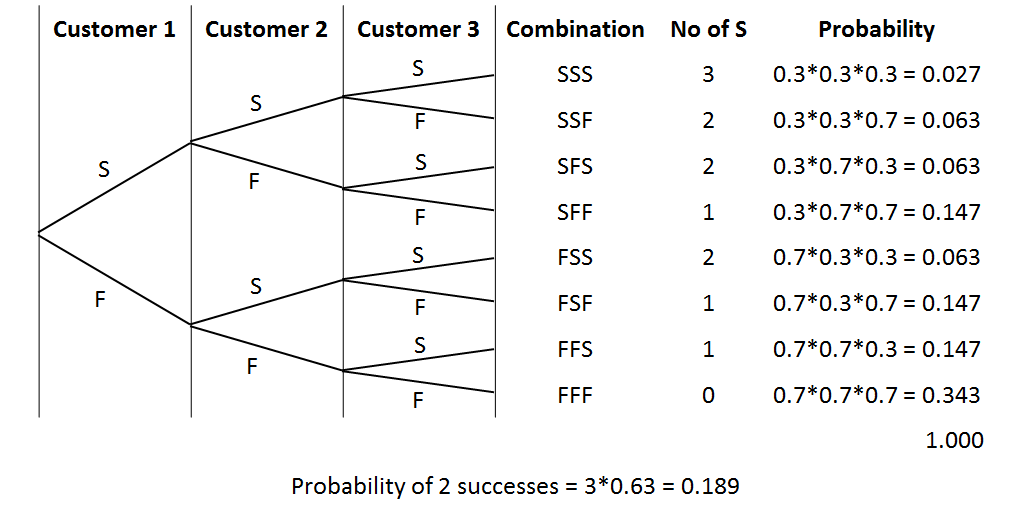 Customer 1 Customer 2 Customer 3 Combination No of S Probability
S SSS 3 0.3*0.3*0.3 = 0.027
S
F SSF 2 0.3*0.3*0.7 = 0.063
S S SFS 2 0.3*0.7*0.3 = 0.063
F
F SFF 1 0.3*0.7*0.7 = 0.147
S FSS 2 0.7*0.3*0.3 = 0.063
S
F F FSF 1 0.7*0.3*0.7 = 0.147
S FFS 1 0.7*0.7*0.3 = 0.147
F
F FFF 0 0.7*0.7*0.7 = 0.343
1.000
Probability of 2 successes = 3*0.63 = 0.189